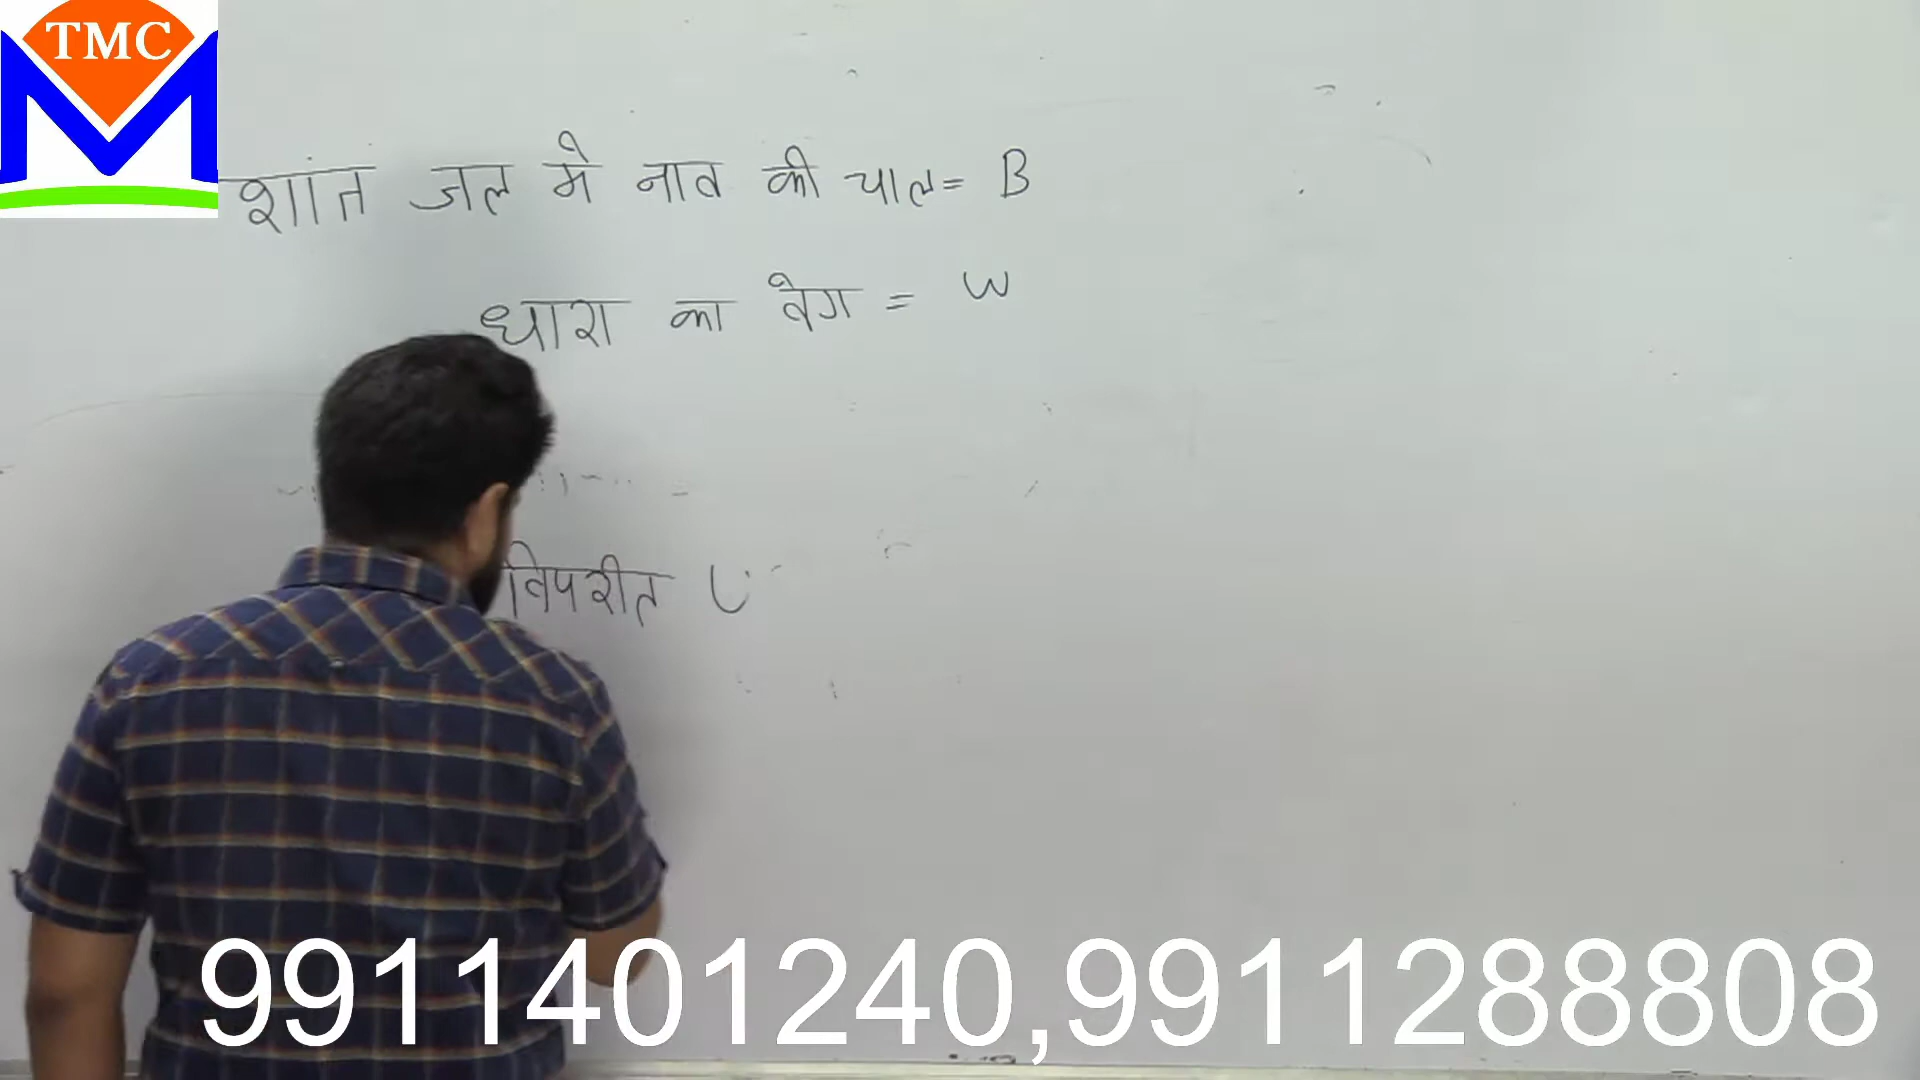 TMC
शांत जल मे नाव की चाल = B
धारा का वेग = W
विपरीत U
9911401240,9911288808